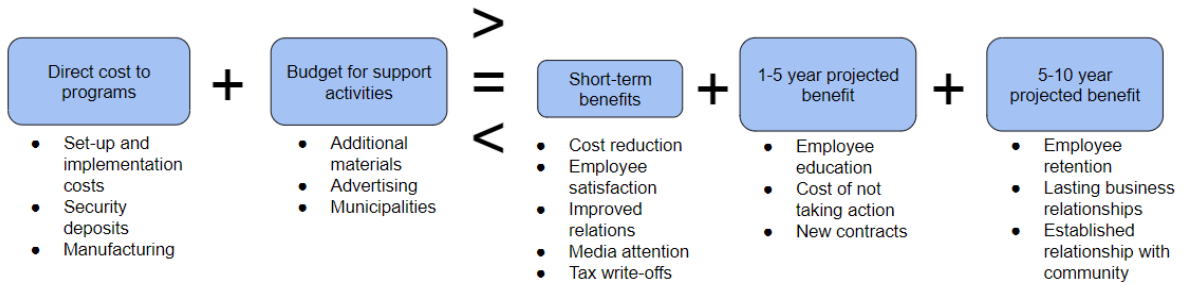 Direct cost to
programs
+
Budget for support
activities
>
=
<
Short-term
benefits
+
1-5 year projected
benefit
+
5-10 year
projected benefit
● Set-up and
implementation
costs
● Security
deposits
● Manufacturing
● Additional
materials
● Advertising
● Municipalities
● Cost reduction
● Employee
satisfaction
● Improved
relations
● Media attention
● Tax write-offs
● Employee
education
● Cost of not
taking action
● New contracts
● Employee
retention
● Lasting business
relationships
● Established
relationship with
community